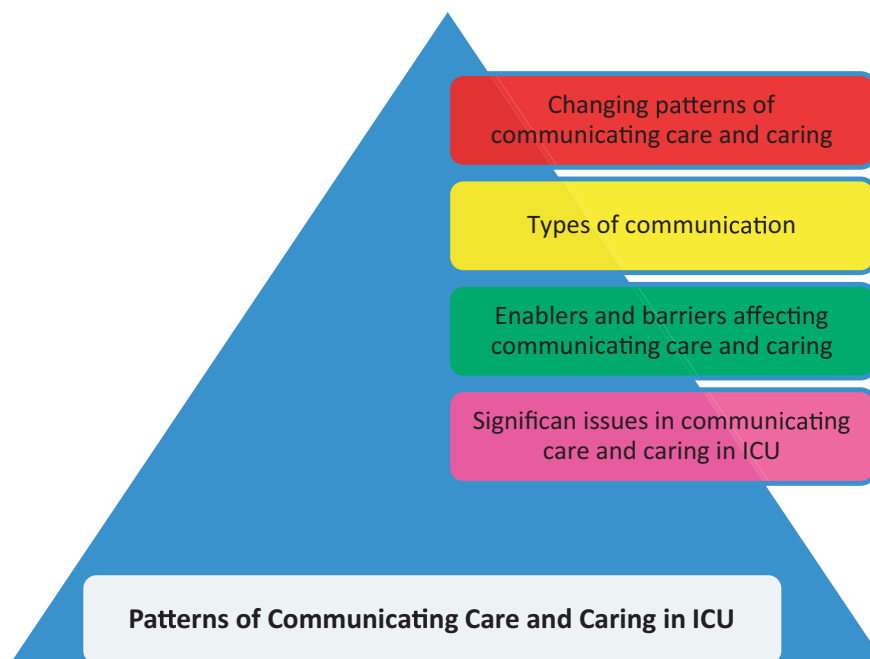 Changing patterns of
communicating care and caring
Types of communication
Enablers and barriers affecting
communicating care and caring
Significan issues in communicating
care and caring in ICU
Patterns of Communicating Care and Caring in ICU